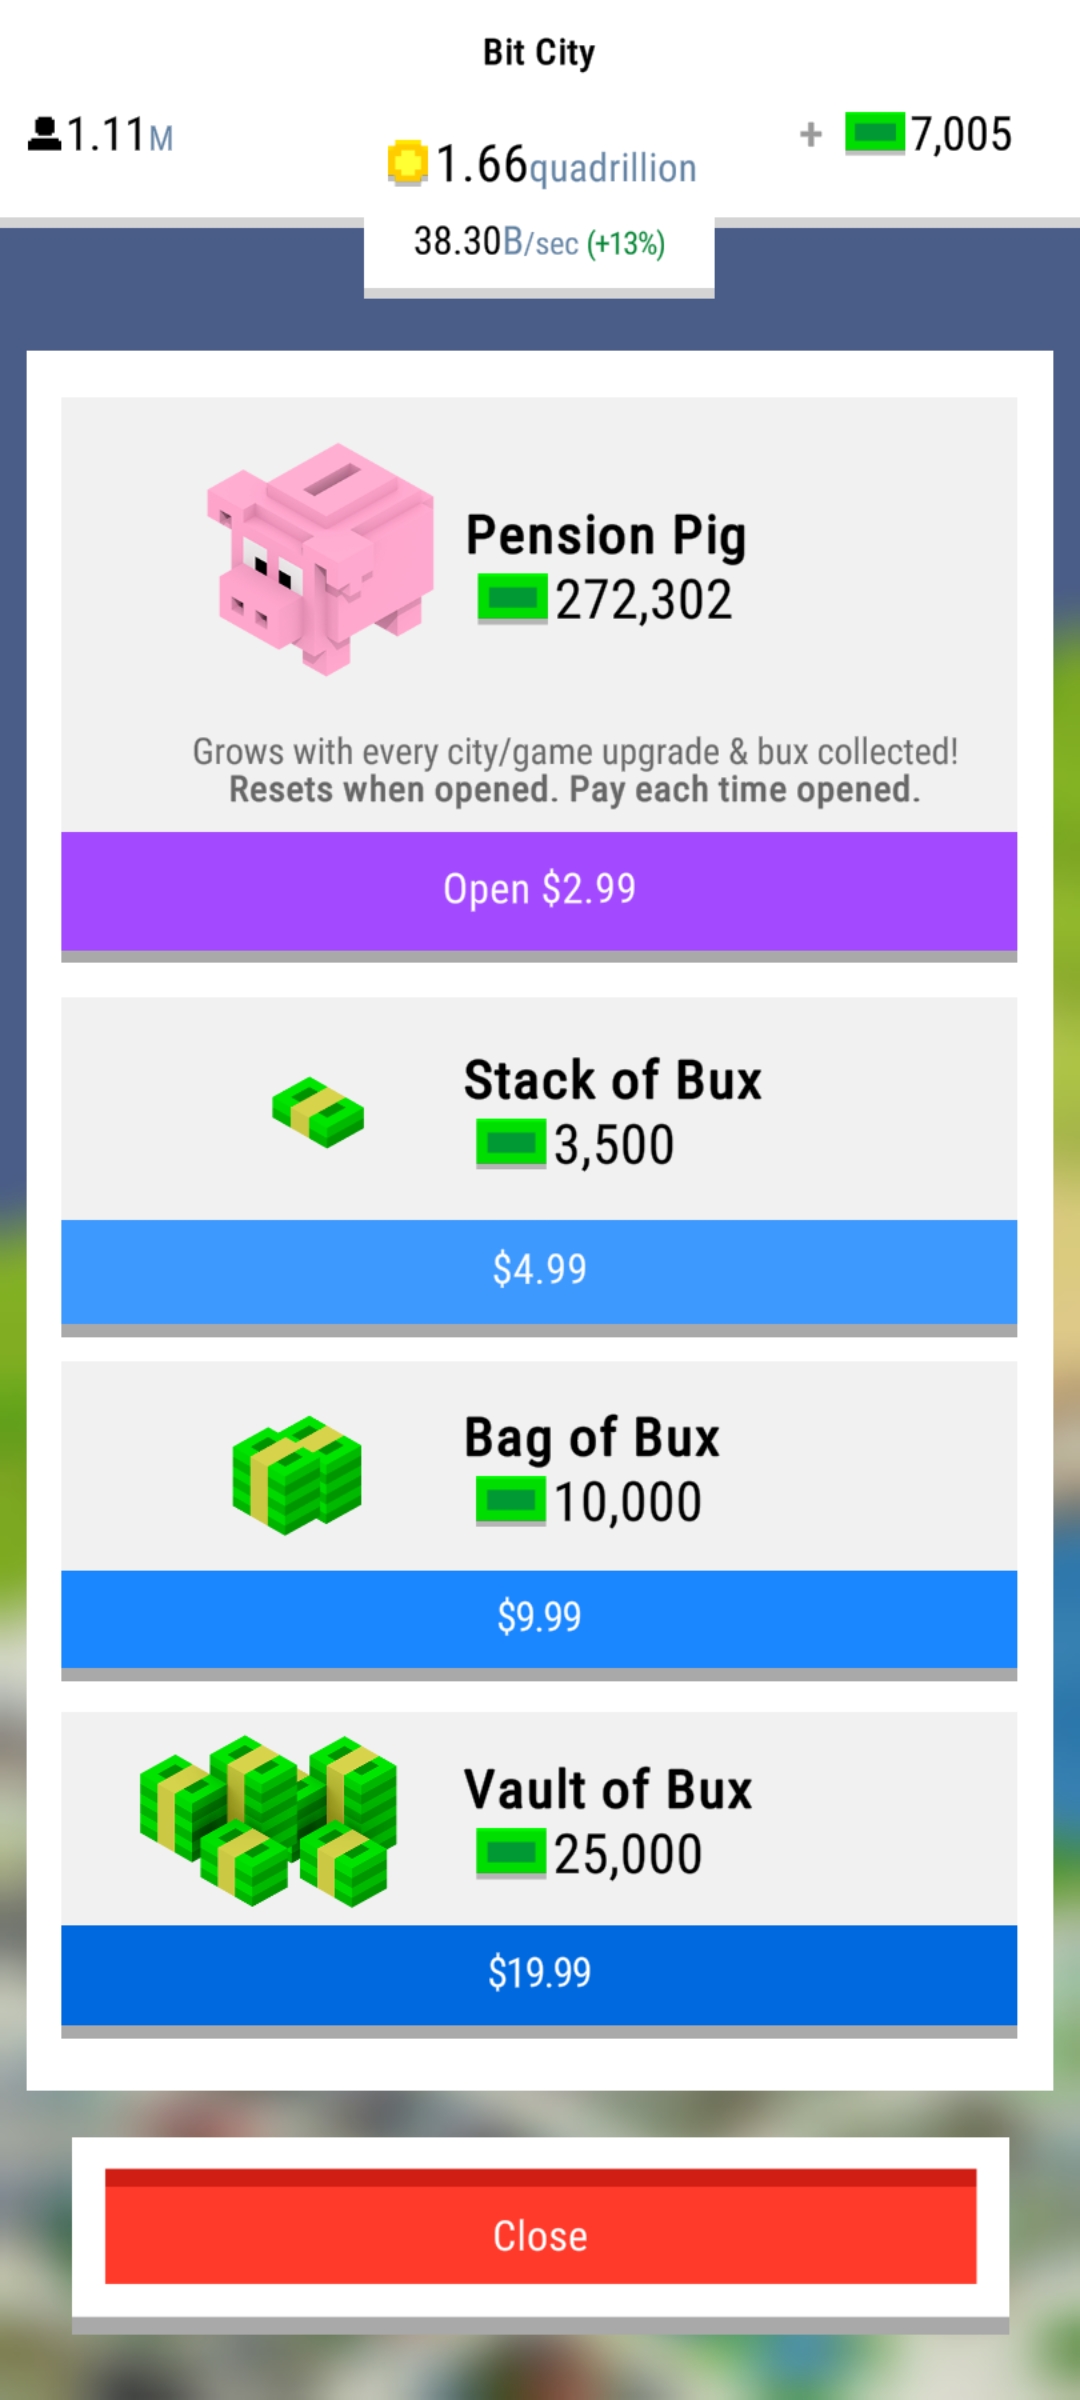 Bit City
1.11M
1.66quadrillion
+ 7,005
38.30B/sec (+13%)
Pension Pig
272,302
Grows with every city/game upgrade & bux collected!
Resets when opened. Pay each time opened.
Open $2.99
Stack of Bux
3,500
$4.99
Bag of Bux
10,000
$9.99
Vault of Bux
25,000
$19.99
Close